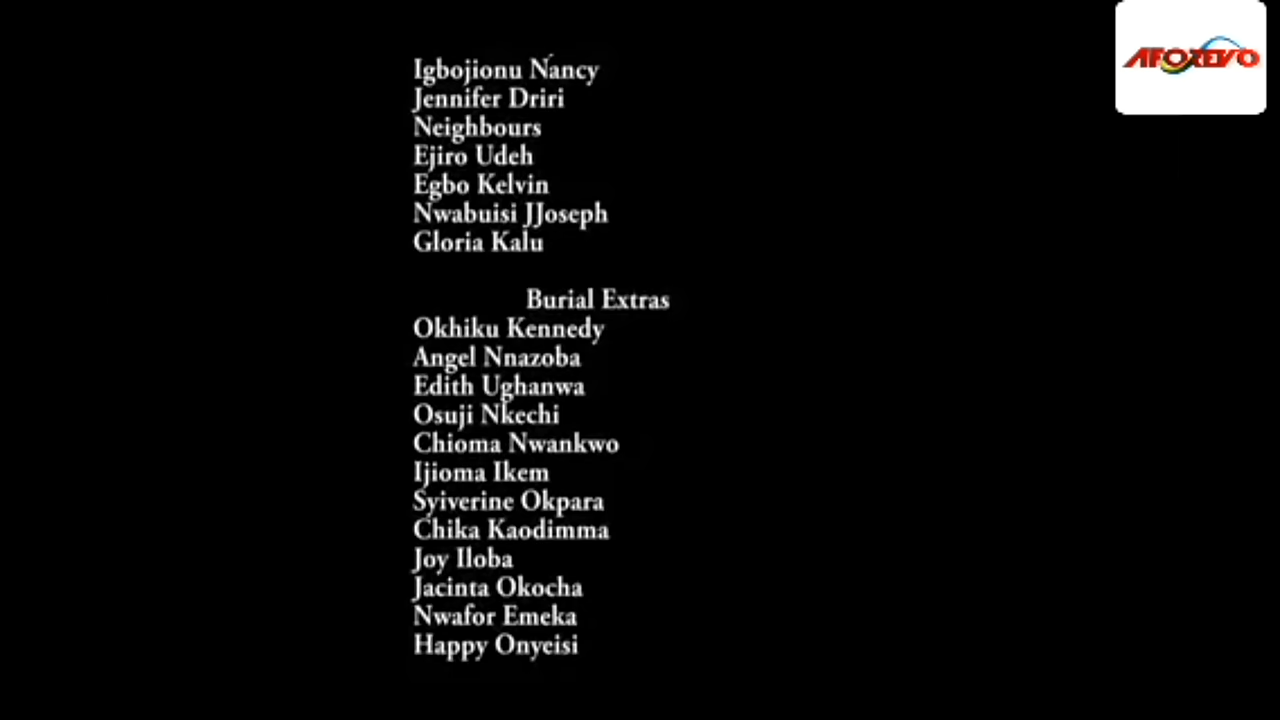 AFOREVO
Igbojionu Nancy
Jennifer Driri
Neighbours
Ejiro Udeh
Egbo Kelvin
Nwabuisi JJoseph
Gloria Kalu
Burial Extras
Okhiku Kennedy
Angel Nnazoba
Edith Ughanwa
Osuji Nkechi
Chioma Nwankwo
Ijioma Ikem
Syiverine Okpara
Chika Kaodimma
Joy Iloba
Jacinta Okocha
Nwafor Emeka
Happy Onyeisi